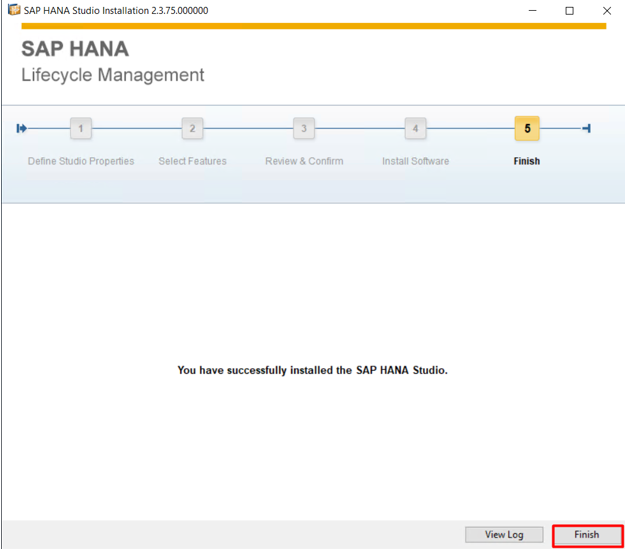 SAP HANA Studio Installation 2.3.75.000000
SAP HANA
Lifecycle Management
1 2 3 4 5
Define Studio Properties Select Features Review & Confirm Install Software Finish
You have successfully installed the SAP HANA Studio.
View Log Finish